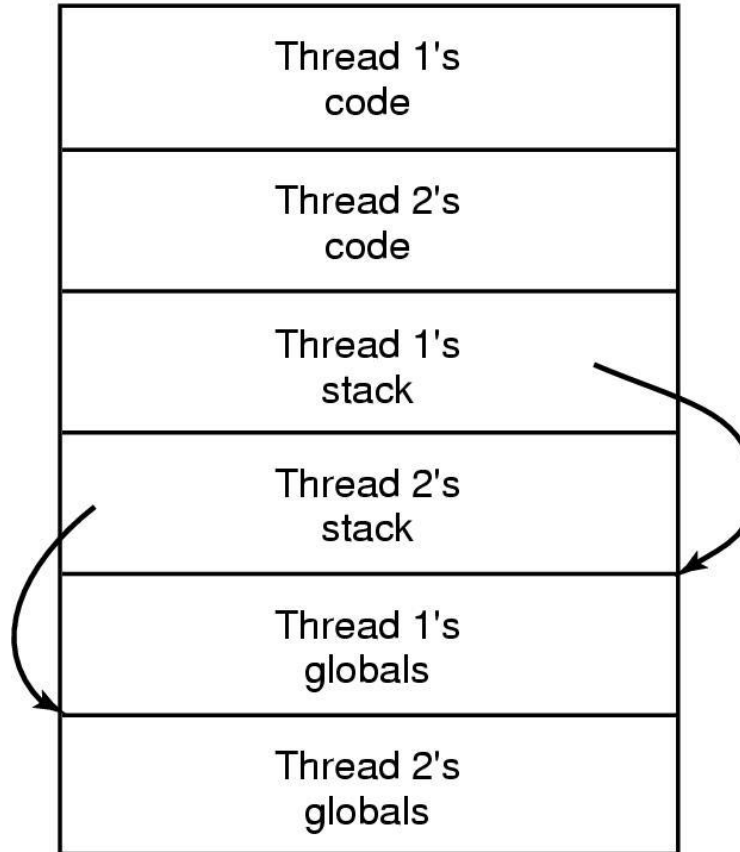 Thread 1's
code
Thread 2's
code
Thread 1's
stack
Thread 2's
stack
Thread 1's
globals
Thread 2's
globals